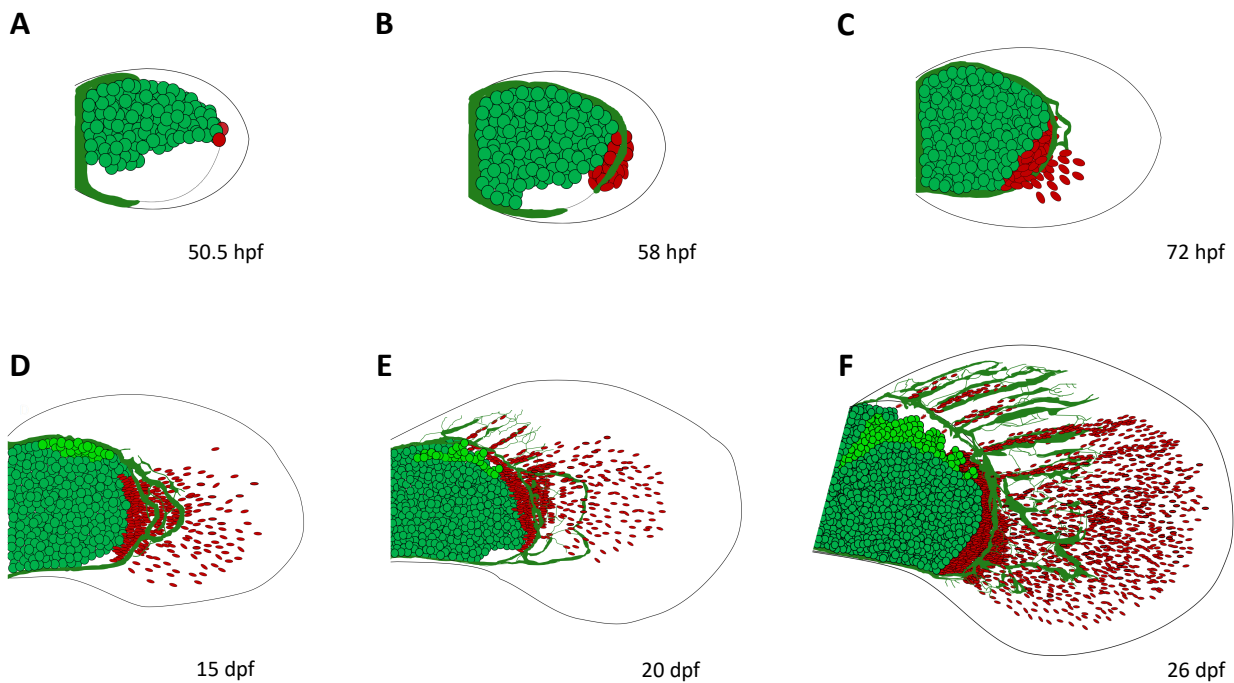 A
B
C
50.5 hpf
58 hpf
72 hpf
D
E
F
15 dpf
20 dpf
26 dpf